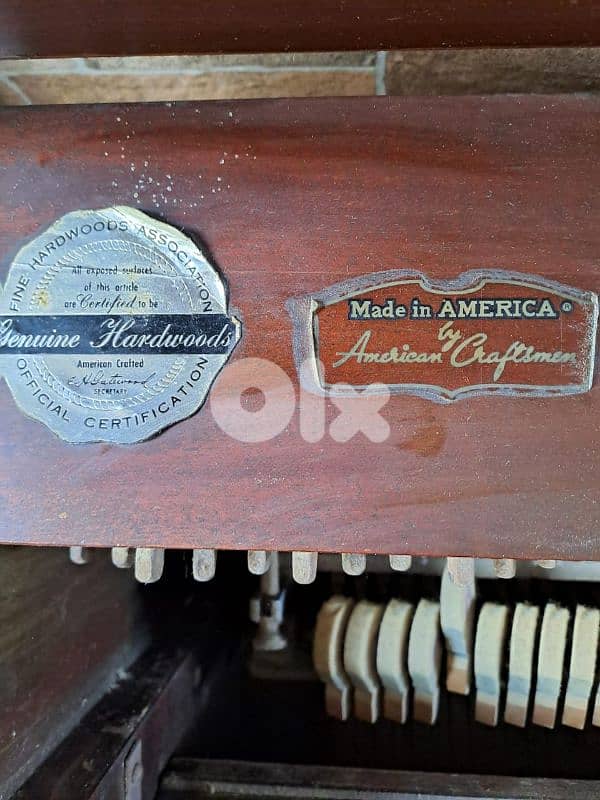 FINE HARDWOODS ASSOCIATION
All exposed surfaces
of this article
are Certified to be
Genuine Hardwoods
American Crafted
SECRETARY
OFFICIAL CERTIFICATION
Made in AMERICA ®
by
American Craftsmen
olx